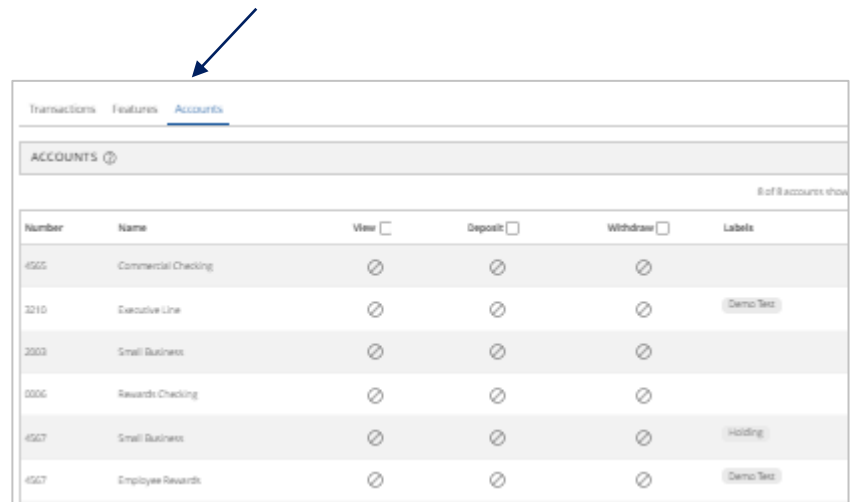 Transactions Features Accounts
ACCOUNTS
8 of 8 accounts show
Number Name View Deposit Withdraw Labels
4565 Commercial Checking
3210 Executive Line Demo Test
2003 Small Business
Rewards Checking
4567 Small Business Holding
4567 Employee Rewards Demo Test